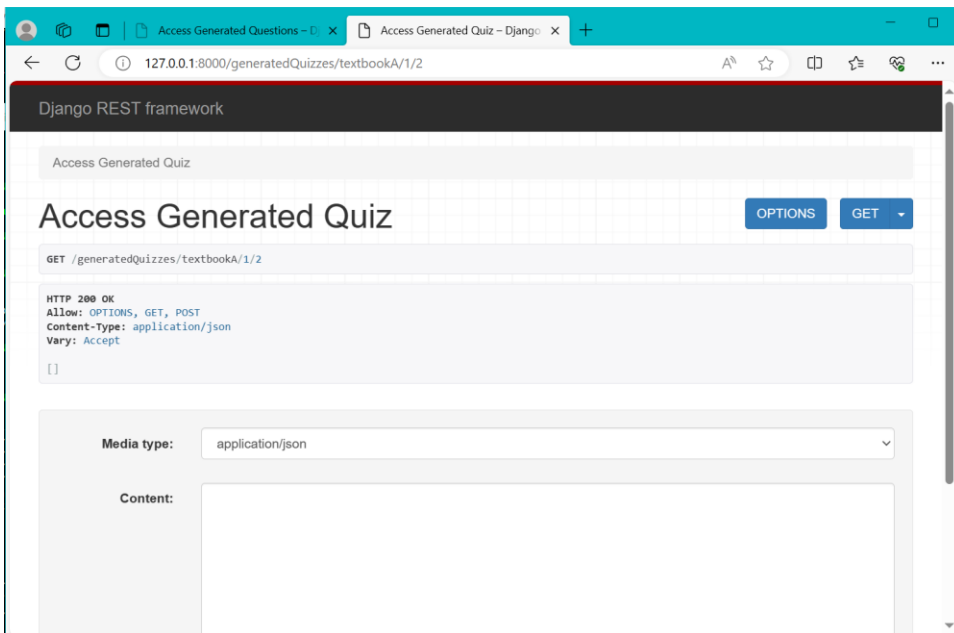 Access Generated Questions – Dj
Access Generated Quiz – Django
127.0.0.1:8000/generatedQuizzes/textbookA/1/2
Django REST framework
Access Generated Quiz
Access Generated Quiz
OPTIONS
GET
GET /generatedQuizzes/textbookA/1/2
HTTP 200 OK
Allow: OPTIONS, GET, POST
Content-Type: application/json
Vary: Accept
[]
Media type:
application/json
Content: